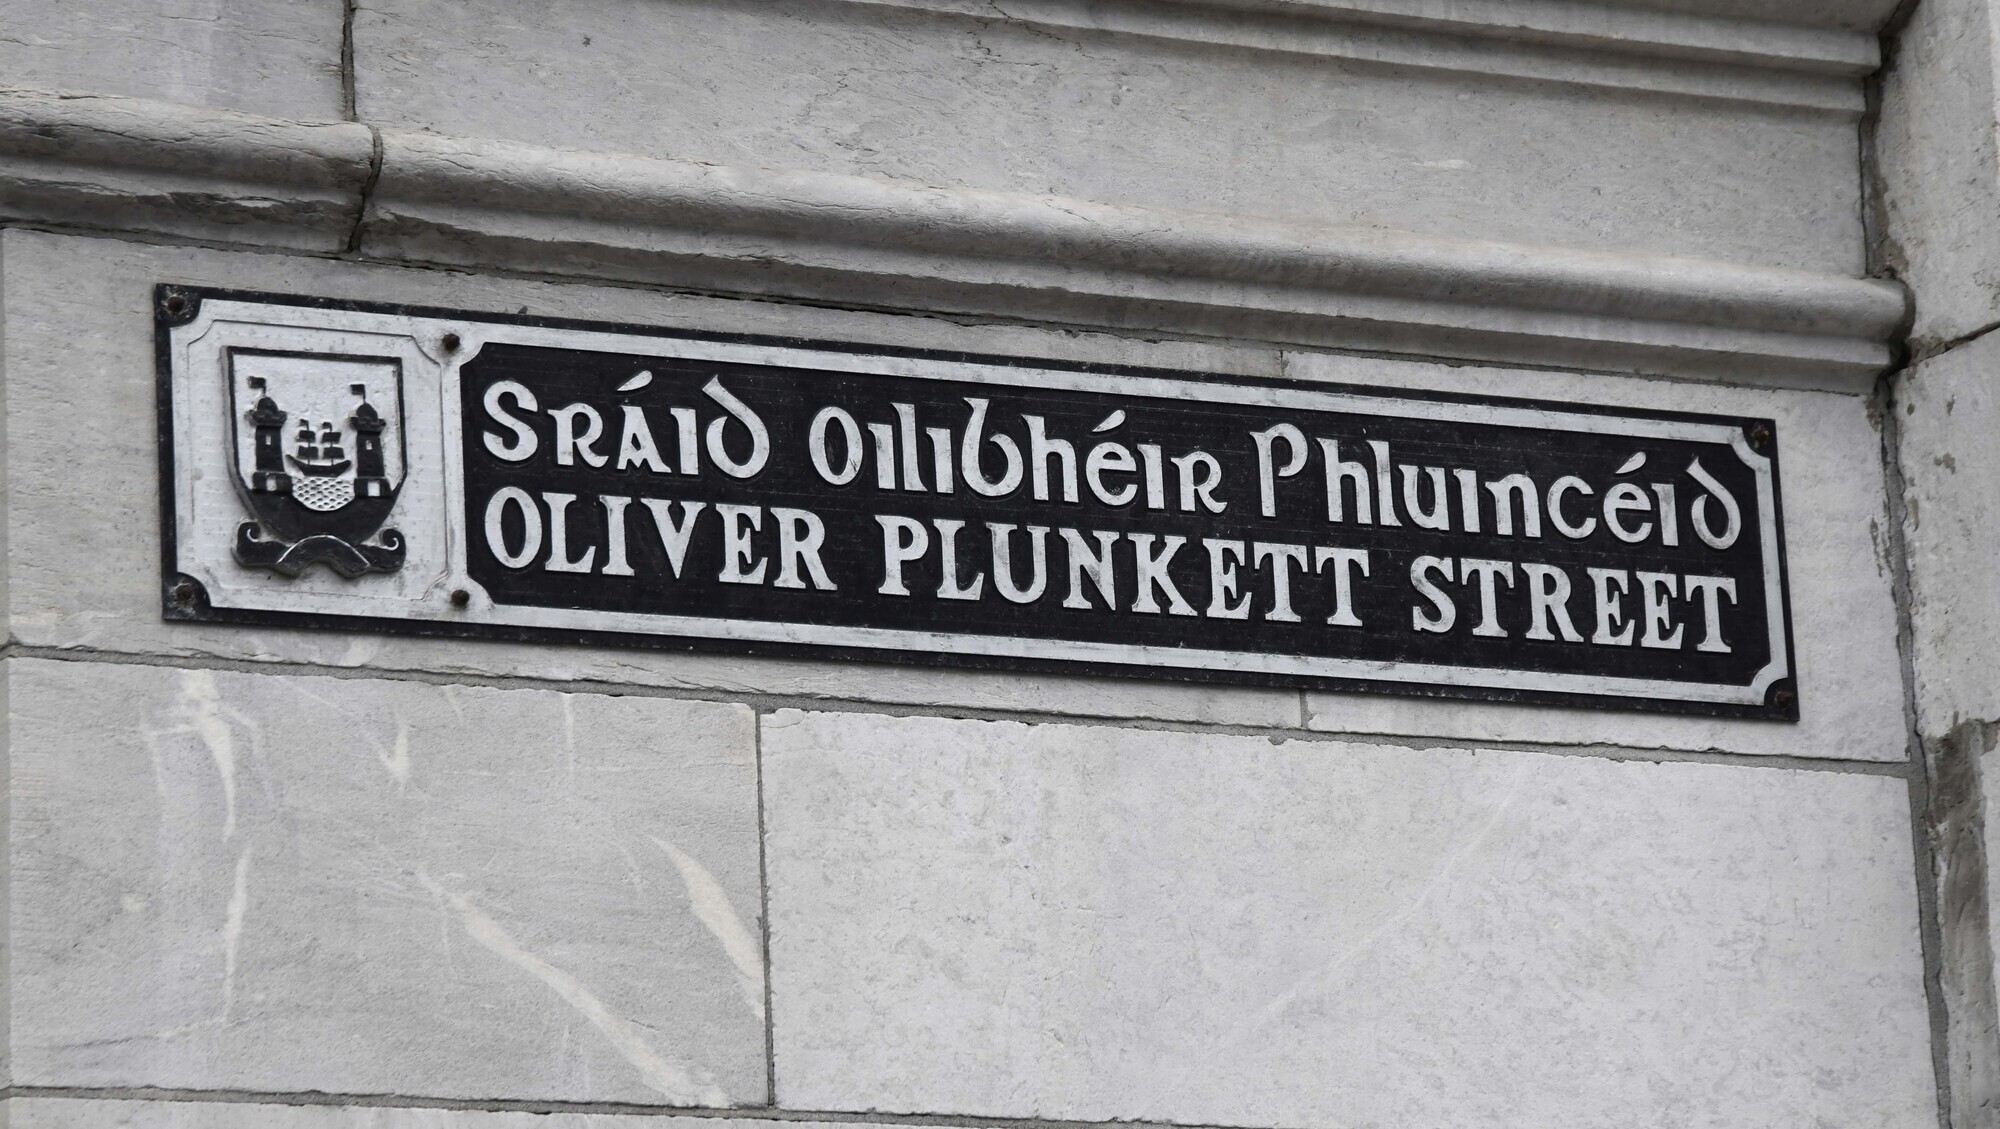 Sráid Oilibhéir Phluincéid
OLIVER PLUNKETT STREET